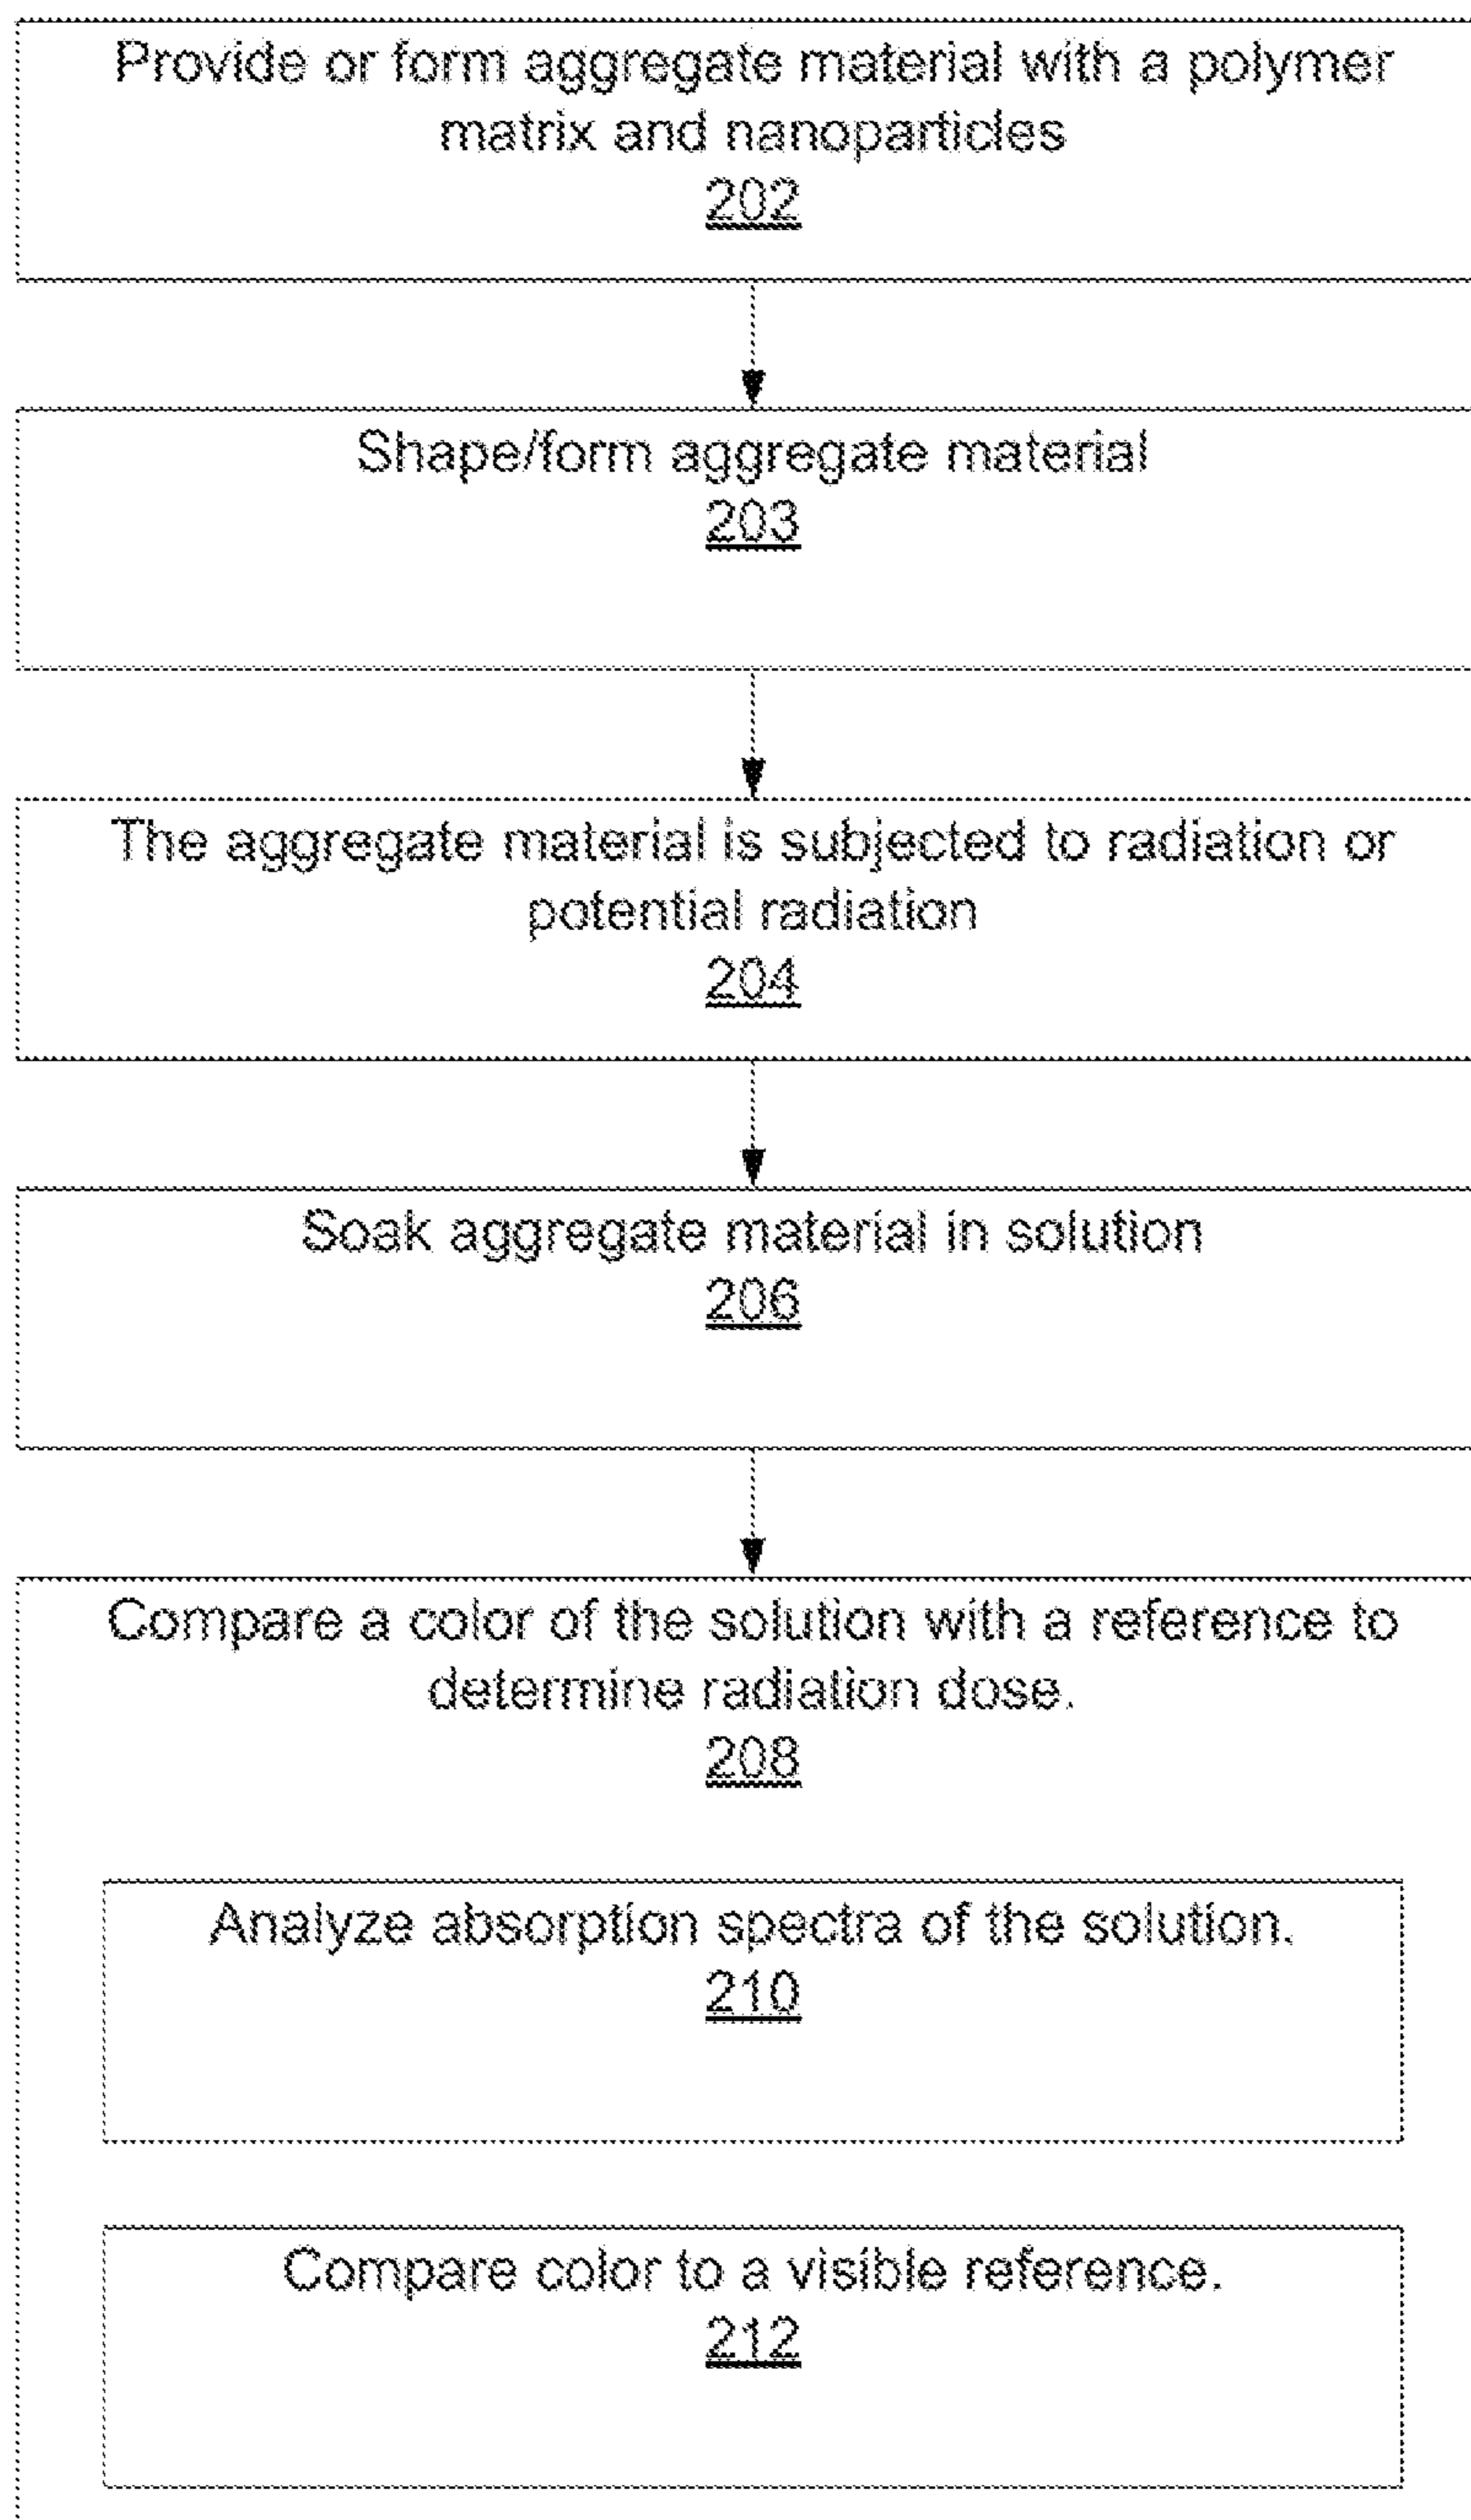 Provide or form aggregate material with a polymer
matrix and nanoparticles
202
Shape/form aggregate material
203
The aggregate material is subjected to radiation or
potential radiation
204
Soak aggregate material in solution
206
Compare a color of the solution with a reference to
determine radiation dose.
208
Analyze absorption spectra of the solution.
210
Compare color to a visible reference.
212